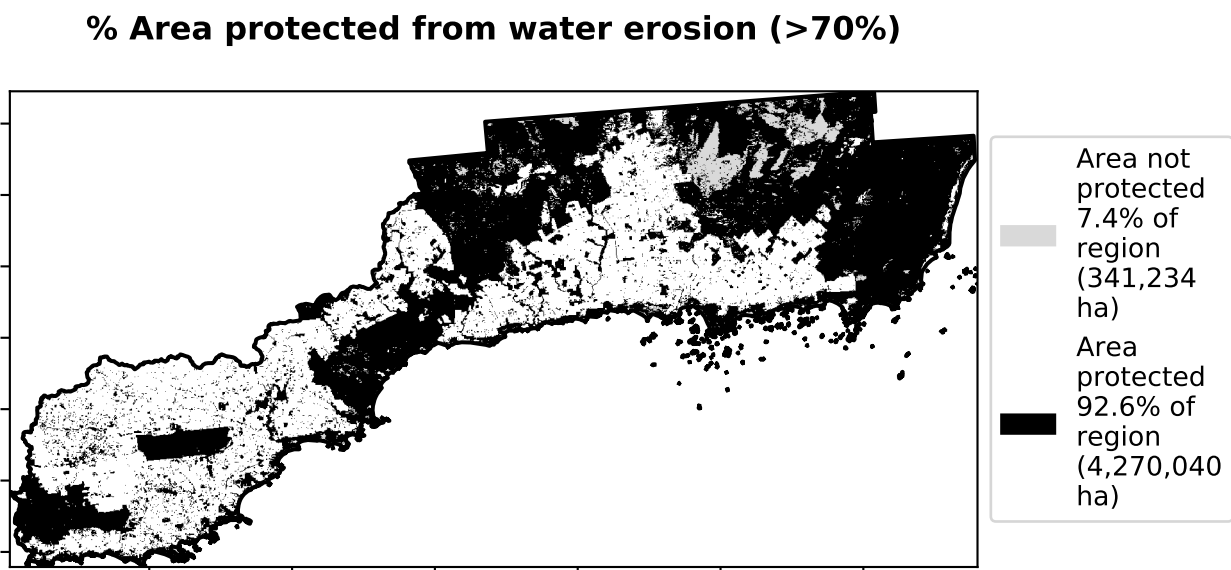 % Area protected from water erosion (>70%)
Area not
protected
7.4% of
region
(341,234
ha)
Area
protected
92.6% of
region
(4,270,040
ha)